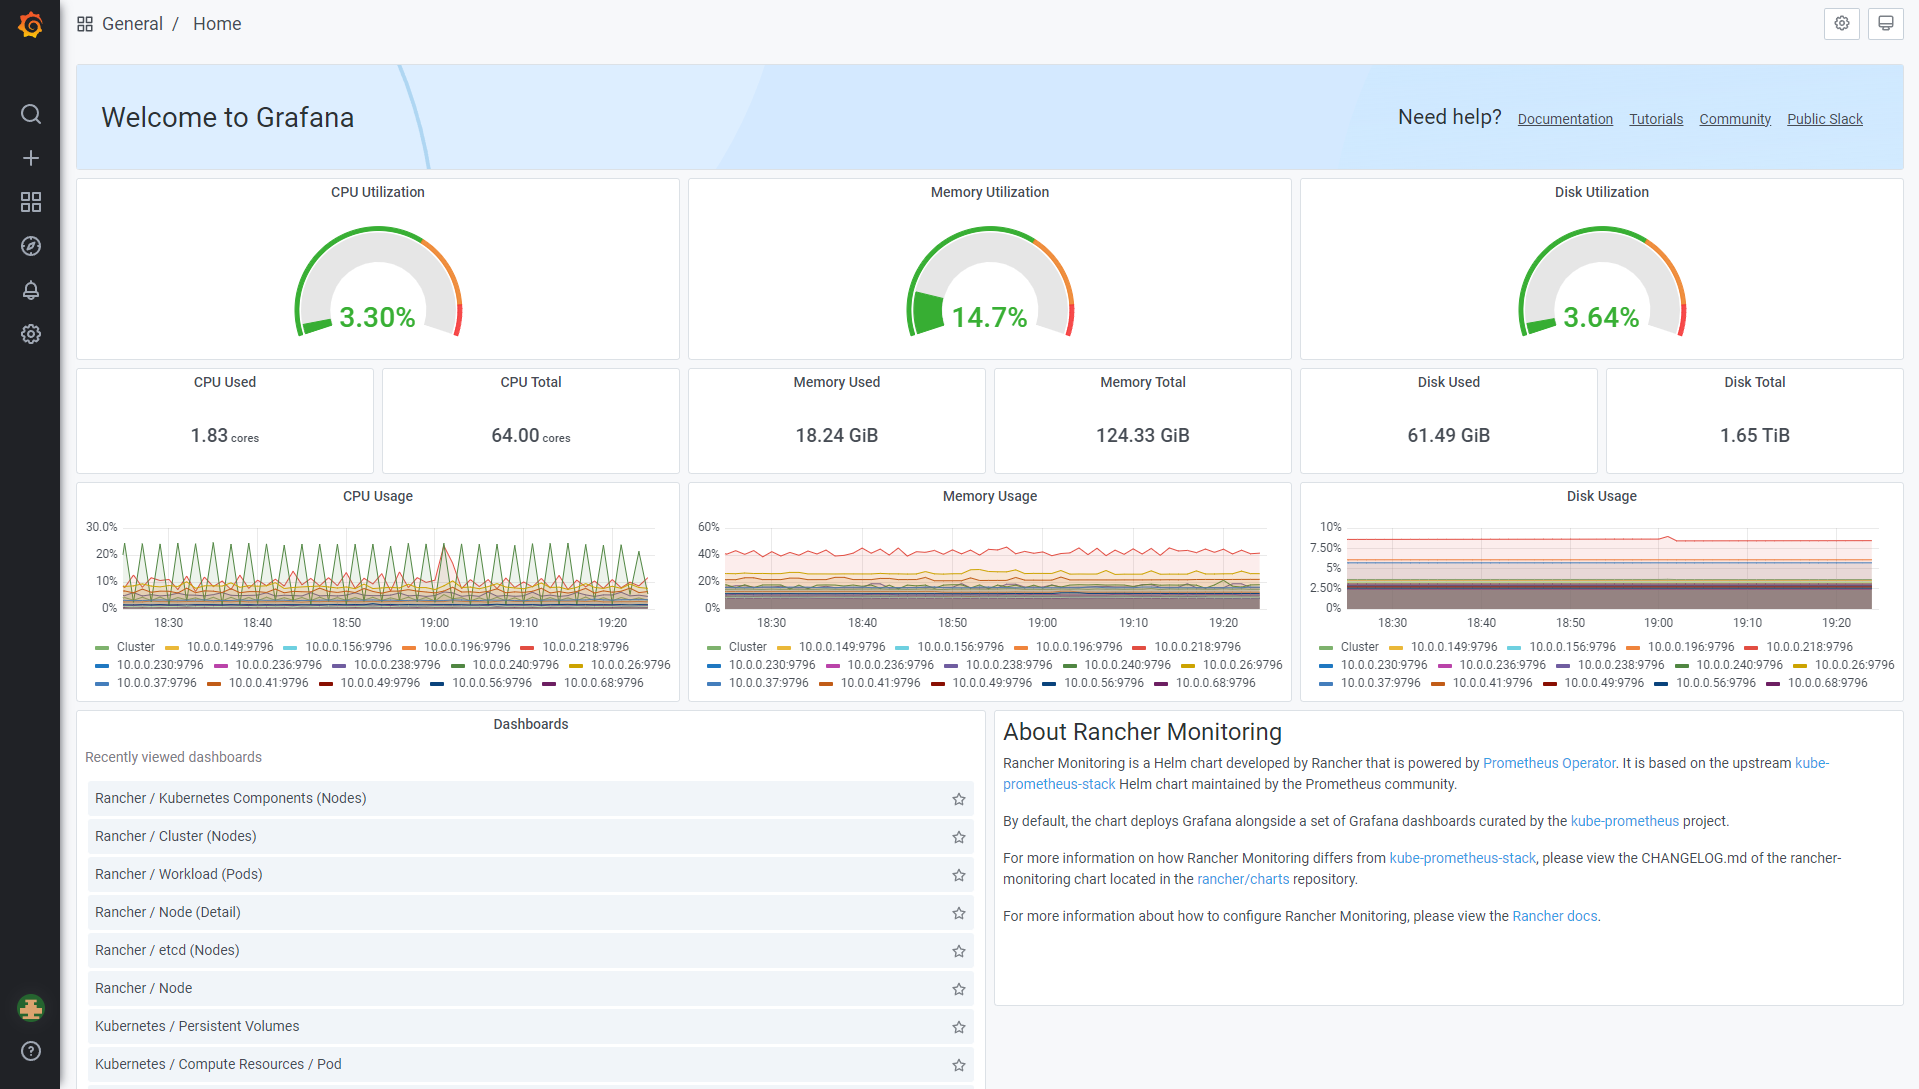 General / Home
Welcome to Grafana
Need help? Documentation Tutorials Community Public Slack
CPU Utilization
3.30%
Memory Utilization
14.7%
Disk Utilization
3.64%
CPU Used
1.83 cores
CPU Total
64.00 cores
Memory Used
18.24 GiB
Memory Total
124.33 GiB
Disk Used
61.49 GiB
Disk Total
1.65 TiB
CPU Usage
30.0%
20%
10%
0%
18:30 18:40 18:50 19:00 19:10 19:20
Cluster 10.0.0.149:9796 10.0.0.156:9796 10.0.0.196:9796 10.0.0.218:9796
10.0.0.230:9796 10.0.0.236:9796 10.0.0.238:9796 10.0.0.240:9796 10.0.0.26:9796
10.0.0.37:9796 10.0.0.41:9796 10.0.0.49:9796 10.0.0.56:9796 10.0.0.68:9796
Memory Usage
60%
40%
20%
0%
18:30 18:40 18:50 19:00 19:10 19:20
Cluster 10.0.0.149:9796 10.0.0.156:9796 10.0.0.196:9796 10.0.0.218:9796
10.0.0.230:9796 10.0.0.236:9796 10.0.0.238:9796 10.0.0.240:9796 10.0.0.26:9796
10.0.0.37:9796 10.0.0.41:9796 10.0.0.49:9796 10.0.0.56:9796 10.0.0.68:9796
Disk Usage
10%
7.50%
5%
2.50%
0%
18:30 18:40 18:50 19:00 19:10 19:20
Cluster 10.0.0.149:9796 10.0.0.156:9796 10.0.0.196:9796 10.0.0.218:9796
10.0.0.230:9796 10.0.0.236:9796 10.0.0.238:9796 10.0.0.240:9796 10.0.0.26:9796
10.0.0.37:9796 10.0.0.41:9796 10.0.0.49:9796 10.0.0.56:9796 10.0.0.68:9796
Dashboards
Recently viewed dashboards
Rancher / Kubernetes Components (Nodes)
Rancher / Cluster (Nodes)
Rancher / Workload (Pods)
Rancher / Node (Detail)
Rancher / etcd (Nodes)
Rancher / Node
Kubernetes / Persistent Volumes
Kubernetes / Compute Resources / Pod
About Rancher Monitoring
Rancher Monitoring is a Helm chart developed by Rancher that is powered by Prometheus Operator. It is based on the upstream kube-
prometheus-stack Helm chart maintained by the Prometheus community.
By default, the chart deploys Grafana alongside a set of Grafana dashboards curated by the kube-prometheus project.
For more information on how Rancher Monitoring differs from kube-prometheus-stack, please view the CHANGELOG.md of the rancher-
monitoring chart located in the rancher/charts repository.
For more information about how to configure Rancher Monitoring, please view the Rancher docs.